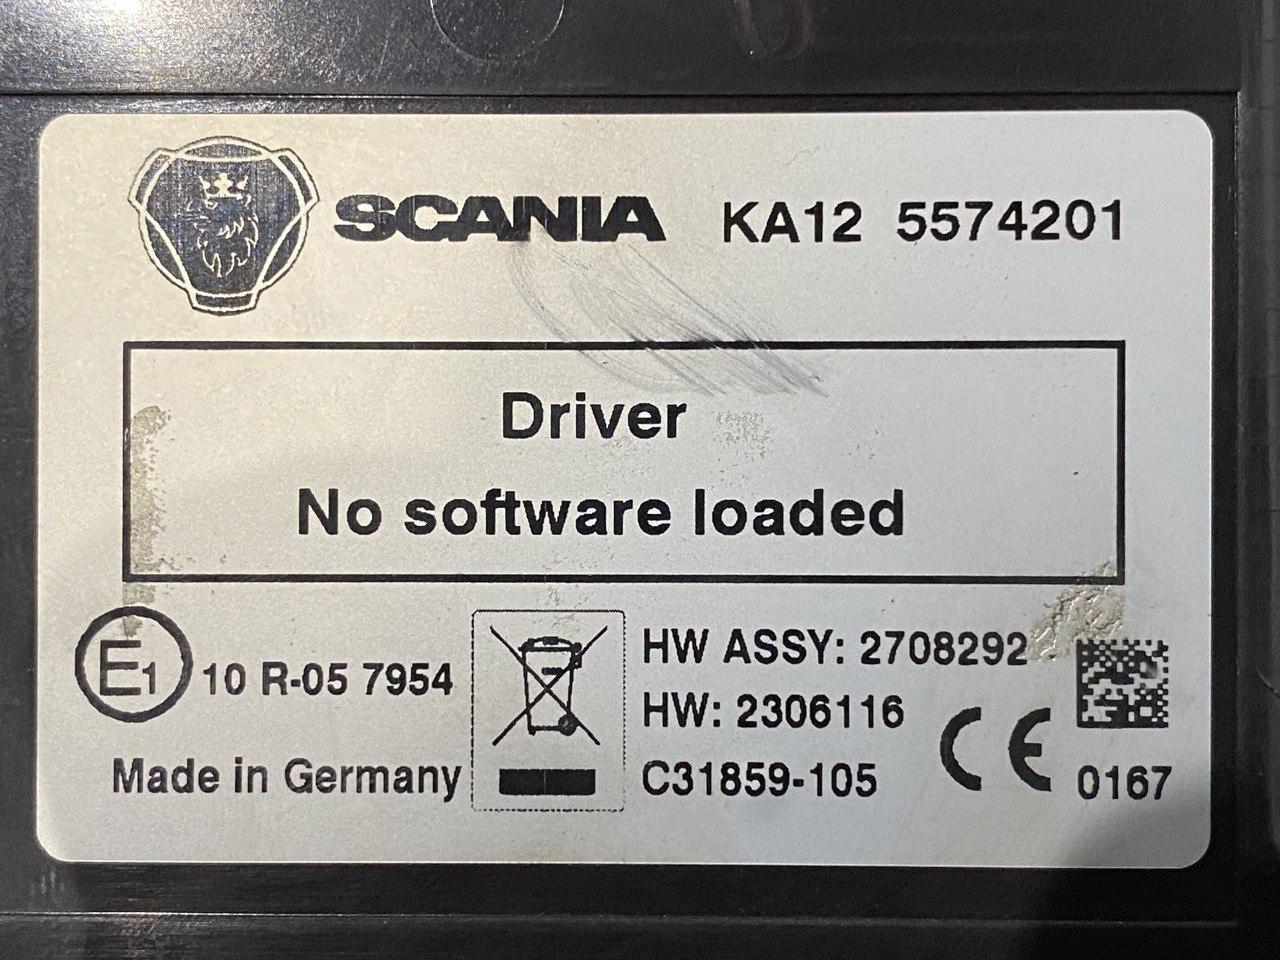 SCANIA KA12 5574201
Driver
No software loaded
E1 10 R-05 7954
Made in Germany
HW ASSY: 2708292
HW: 2306116
C31859-105
CE
0167